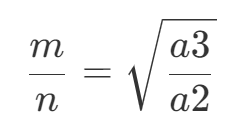 m/n = √(a3/a2)